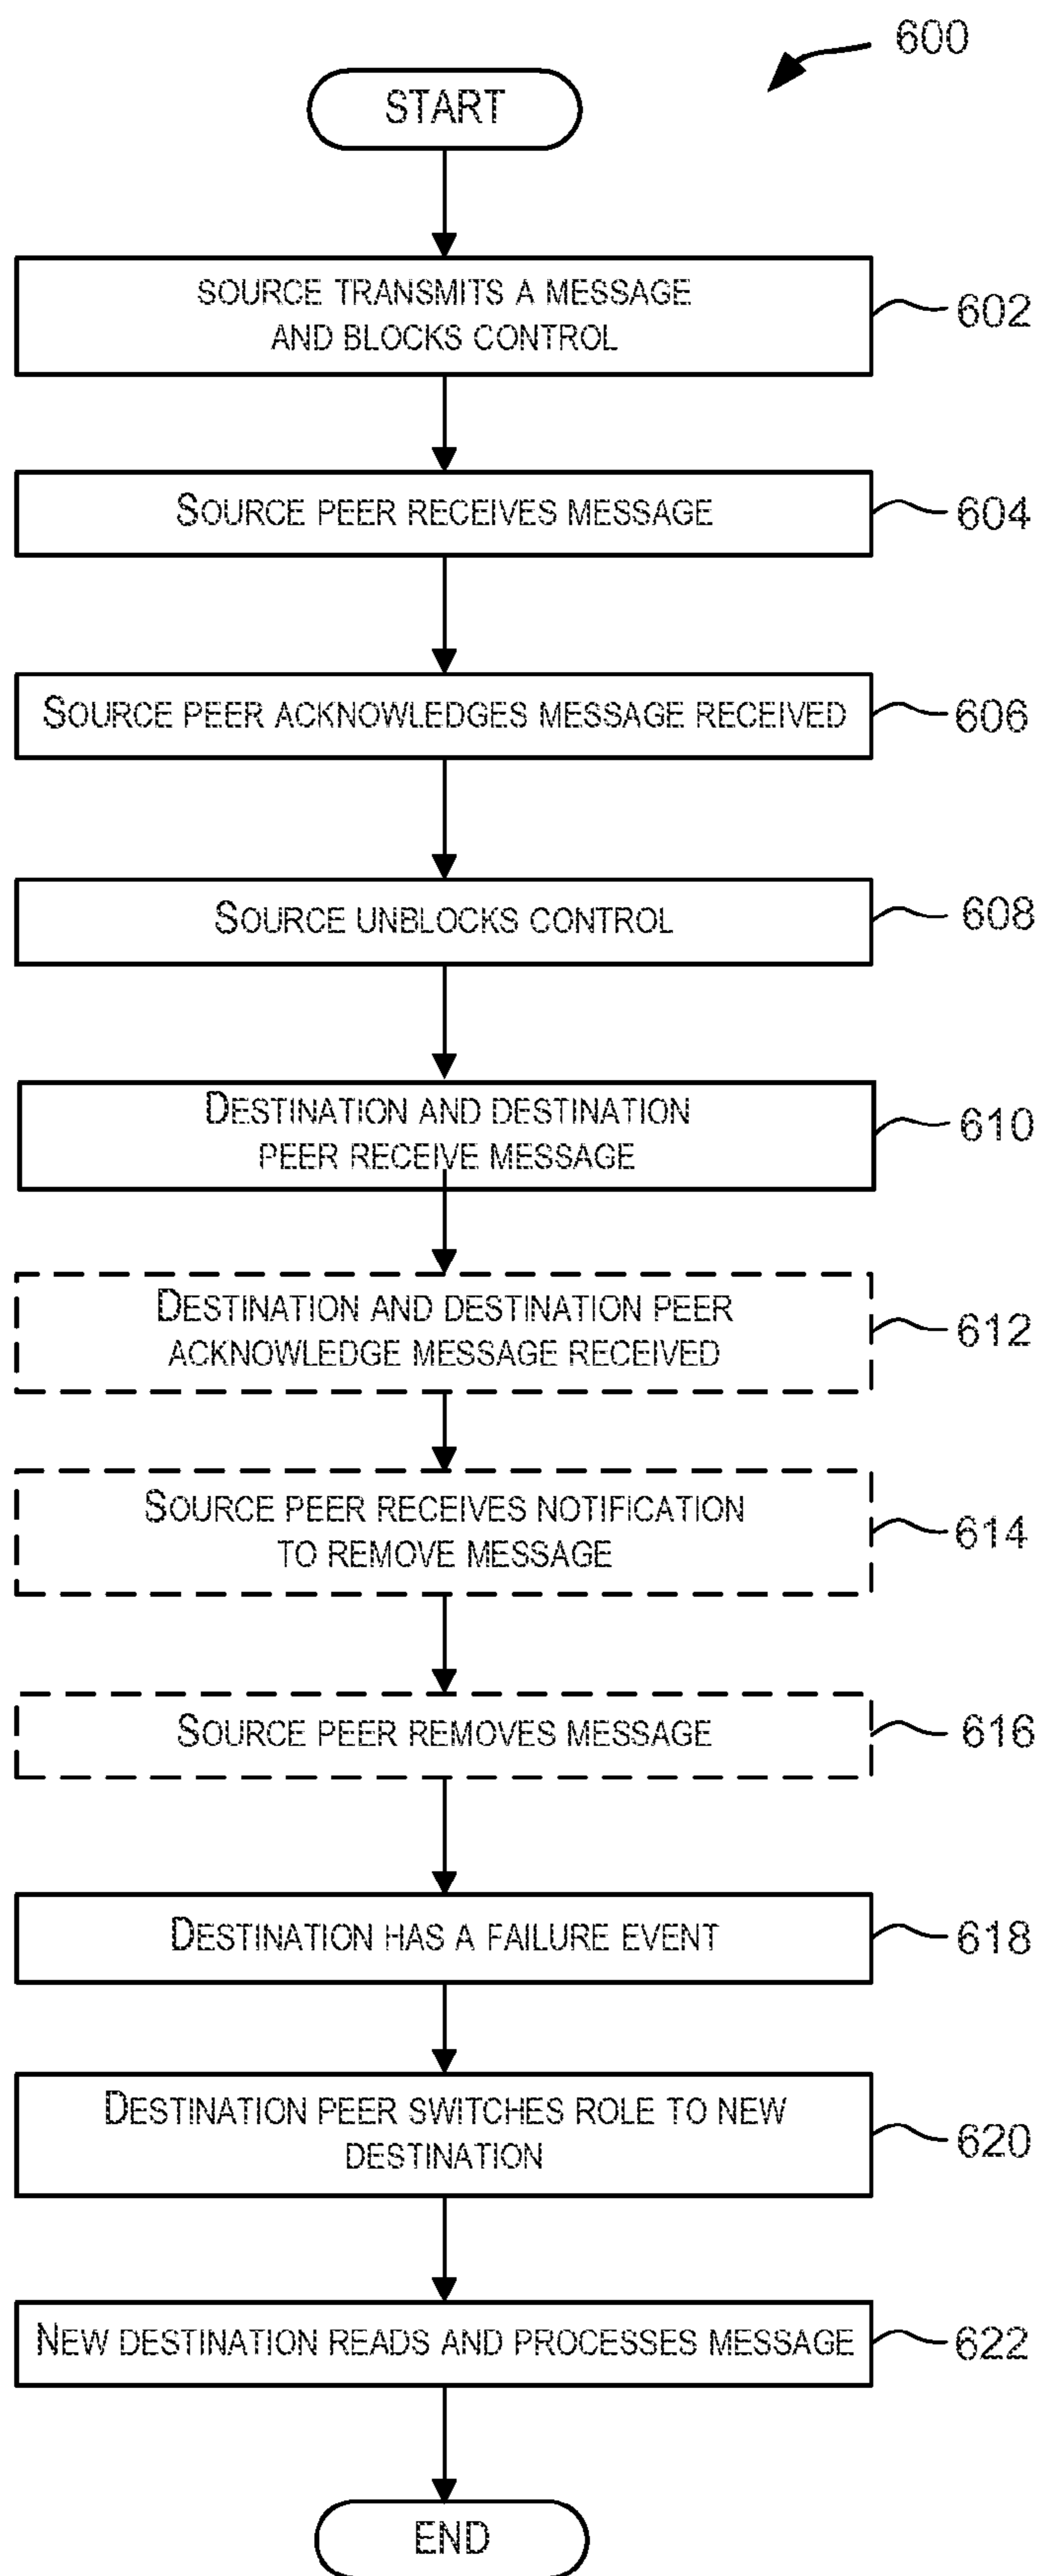 600
START
SOURCE TRANSMITS A MESSAGE
AND BLOCKS CONTROL
602
SOURCE PEER RECEIVES MESSAGE
604
SOURCE PEER ACKNOWLEDGES MESSAGE RECEIVED
606
SOURCE UNBLOCKS CONTROL
608
DESTINATION AND DESTINATION
PEER RECEIVE MESSAGE
610
DESTINATION AND DESTINATION PEER
ACKNOWLEDGE MESSAGE RECEIVED
612
SOURCE PEER RECEIVES NOTIFICATION
TO REMOVE MESSAGE
614
SOURCE PEER REMOVES MESSAGE
616
DESTINATION HAS A FAILURE EVENT
618
DESTINATION PEER SWITCHES ROLE TO NEW
DESTINATION
620
NEW DESTINATION READS AND PROCESSES MESSAGE
622
END